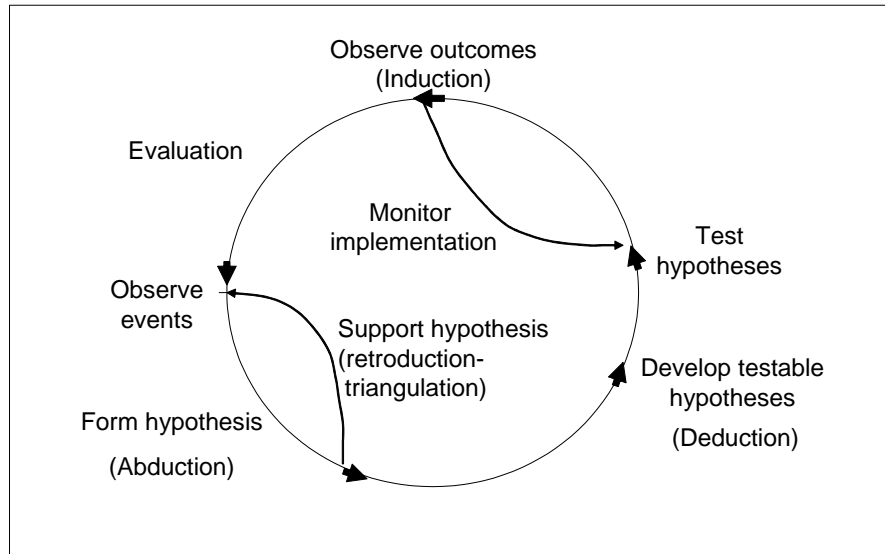 Observe outcomes
(Induction)
Evaluation
Monitor
implementation
Test
hypotheses
Observe
events
Support hypothesis
(retroduction-
triangulation)
Develop testable
hypotheses
(Deduction)
Form hypothesis
(Abduction)